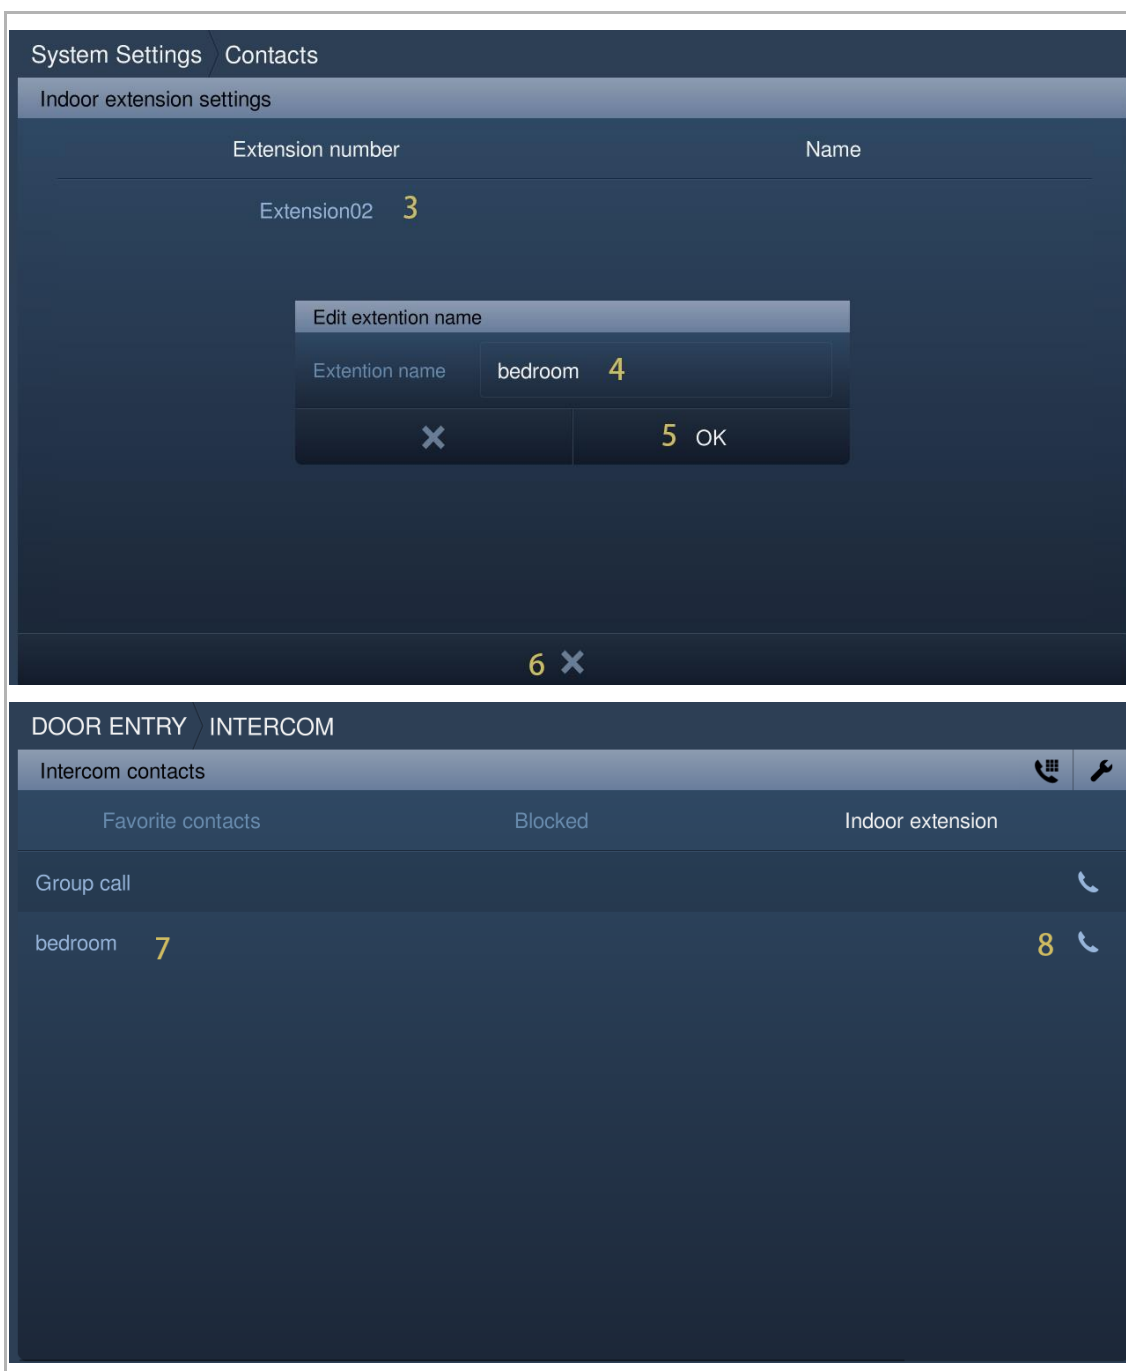 System Settings Contacts
Indoor extension settings
Extension number Name
Extension02 3
Edit extention name
Extention name bedroom 4
5 OK
6
DOOR ENTRY INTERCOM
Intercom contacts
Favorite contacts Blocked Indoor extension
Group call
bedroom 7 8